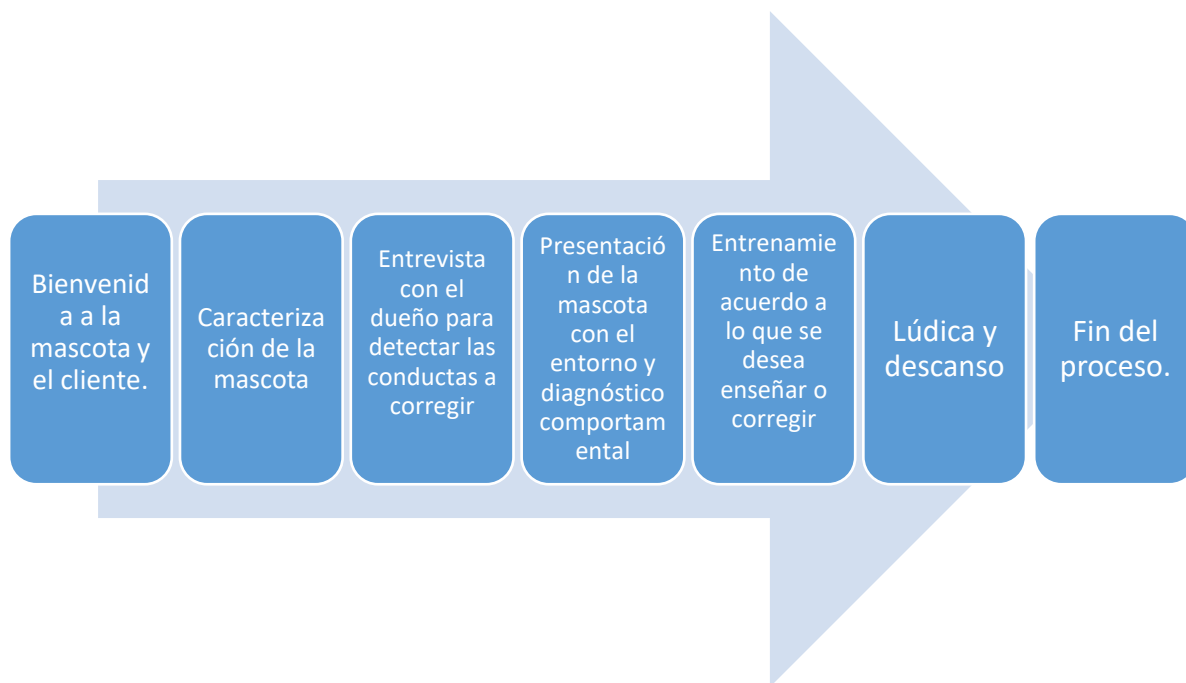 Bienvenid
a a la
mascota y
el cliente.
Caracteriza
ción de la
mascota
Entrevista
con el
dueño para
detectar las
conductas a
corregir
Presentació
n de la
mascota
con el
entorno y
diagnóstico
comportam
ental
Entrenamie
nto de
acuerdo a
lo que se
desea
enseñar o
corregir
Lúdica y
descanso
Fin del
proceso.